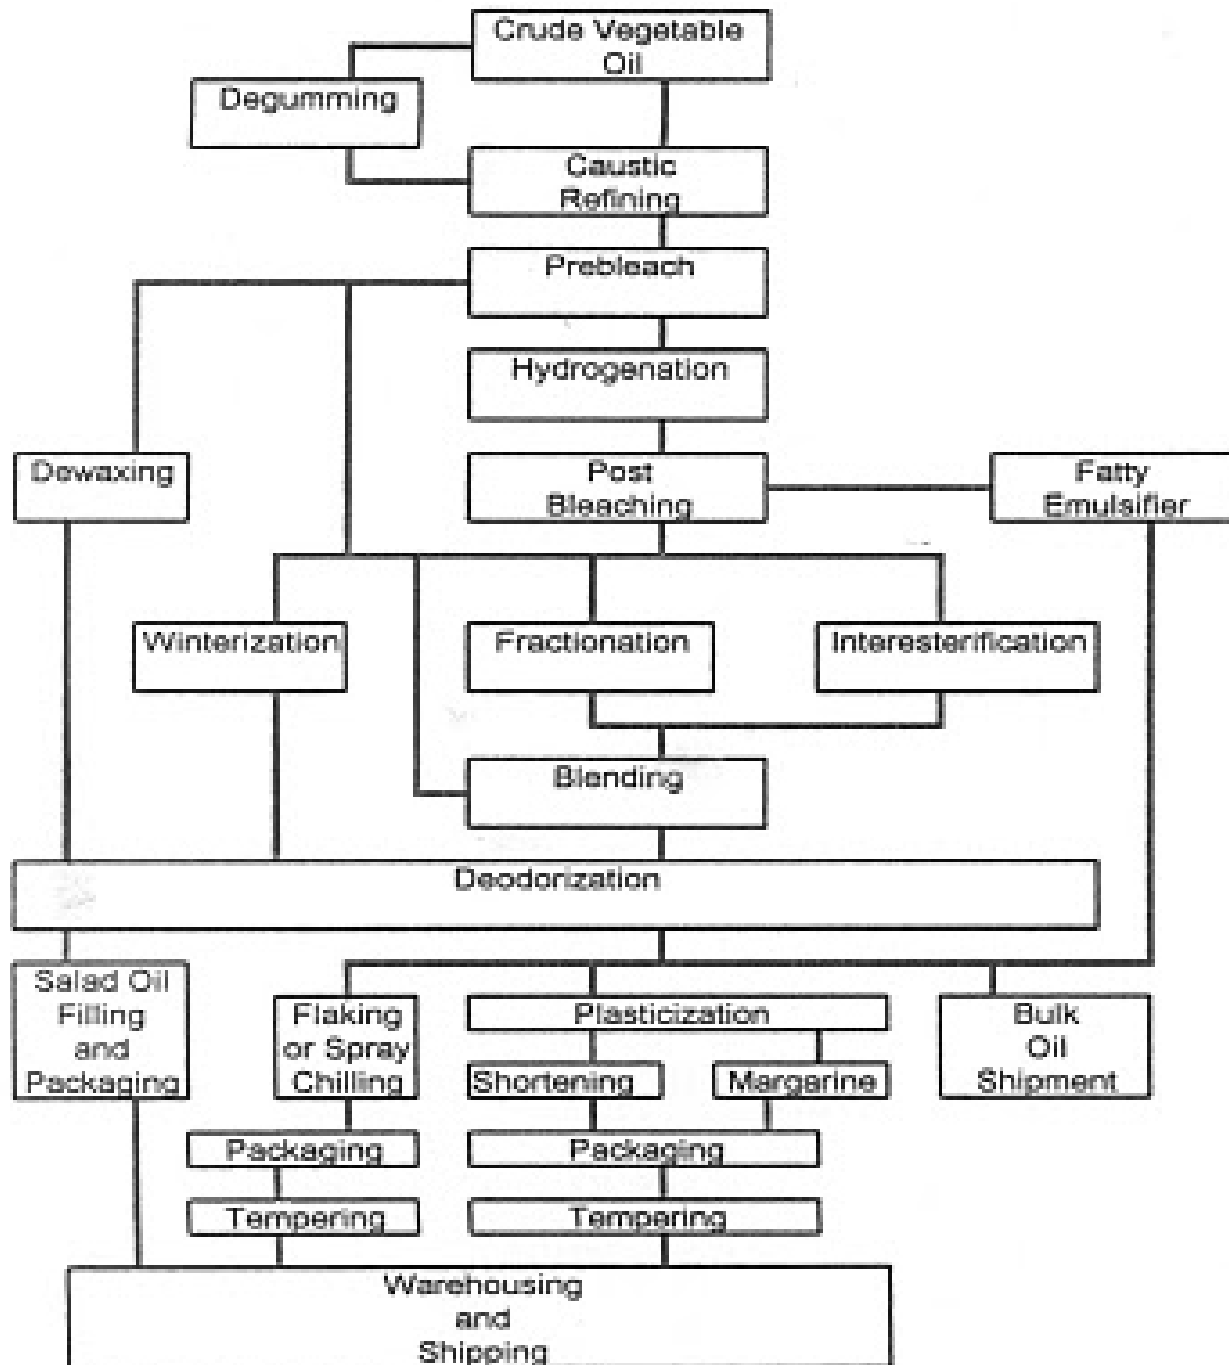 Crude Vegetable
Oil
Degumming
Caustic
Refining
Prebleach
Hydrogenation
Dewaxing
Post
Bleaching
Fatty
Emulsifier
Winterization
Fractionation
Interesterification
Blending
Deodorization
Salad Oil
Filling
and
Packaging
Flaking
or Spray
Chilling
Plasticization
Bulk
Oil
Shipment
Shortening
Margarine
Packaging
Packaging
Tempering
Tempering
Warehousing
and
Shipping